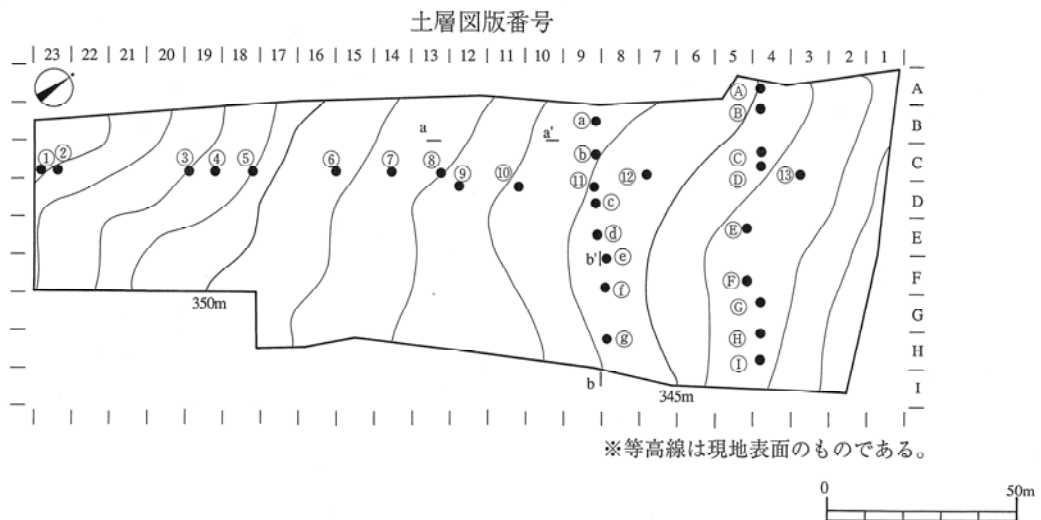 土層図版番号
23 22 21 20 19 18 17 16 15 14 13 12 11 10 9 8 7 6 5 4 3 2 1
A
B
C
D
E
F
G
H
I
Ⓐ
Ⓑ
ⓐ
a a'
ⓑ
① ② ③ ④ ⑤ ⑥ ⑦ ⑧ ⑨ ⑩ ⑪ ⑫ Ⓒ Ⓓ ⑬
ⓒ
ⓓ Ⓔ
b' ⓔ
ⓕ Ⓕ
350m Ⓖ
ⓖ Ⓗ
Ⓘ
b
345m
※等高線は現地表面のものである。
0 50m